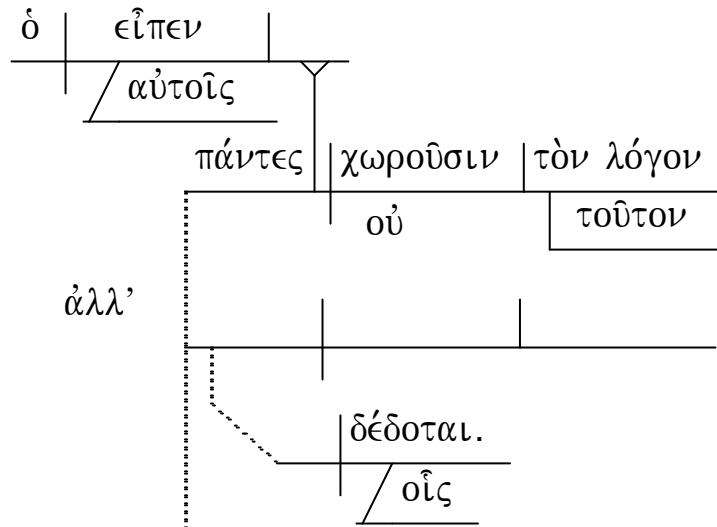 ὁ εἶπεν
αὐτοῖς
πάντες χωροῦσιν τὸν λόγον
οὐ τοῦτον
ἀλλ’
δέδοται.
οἷς